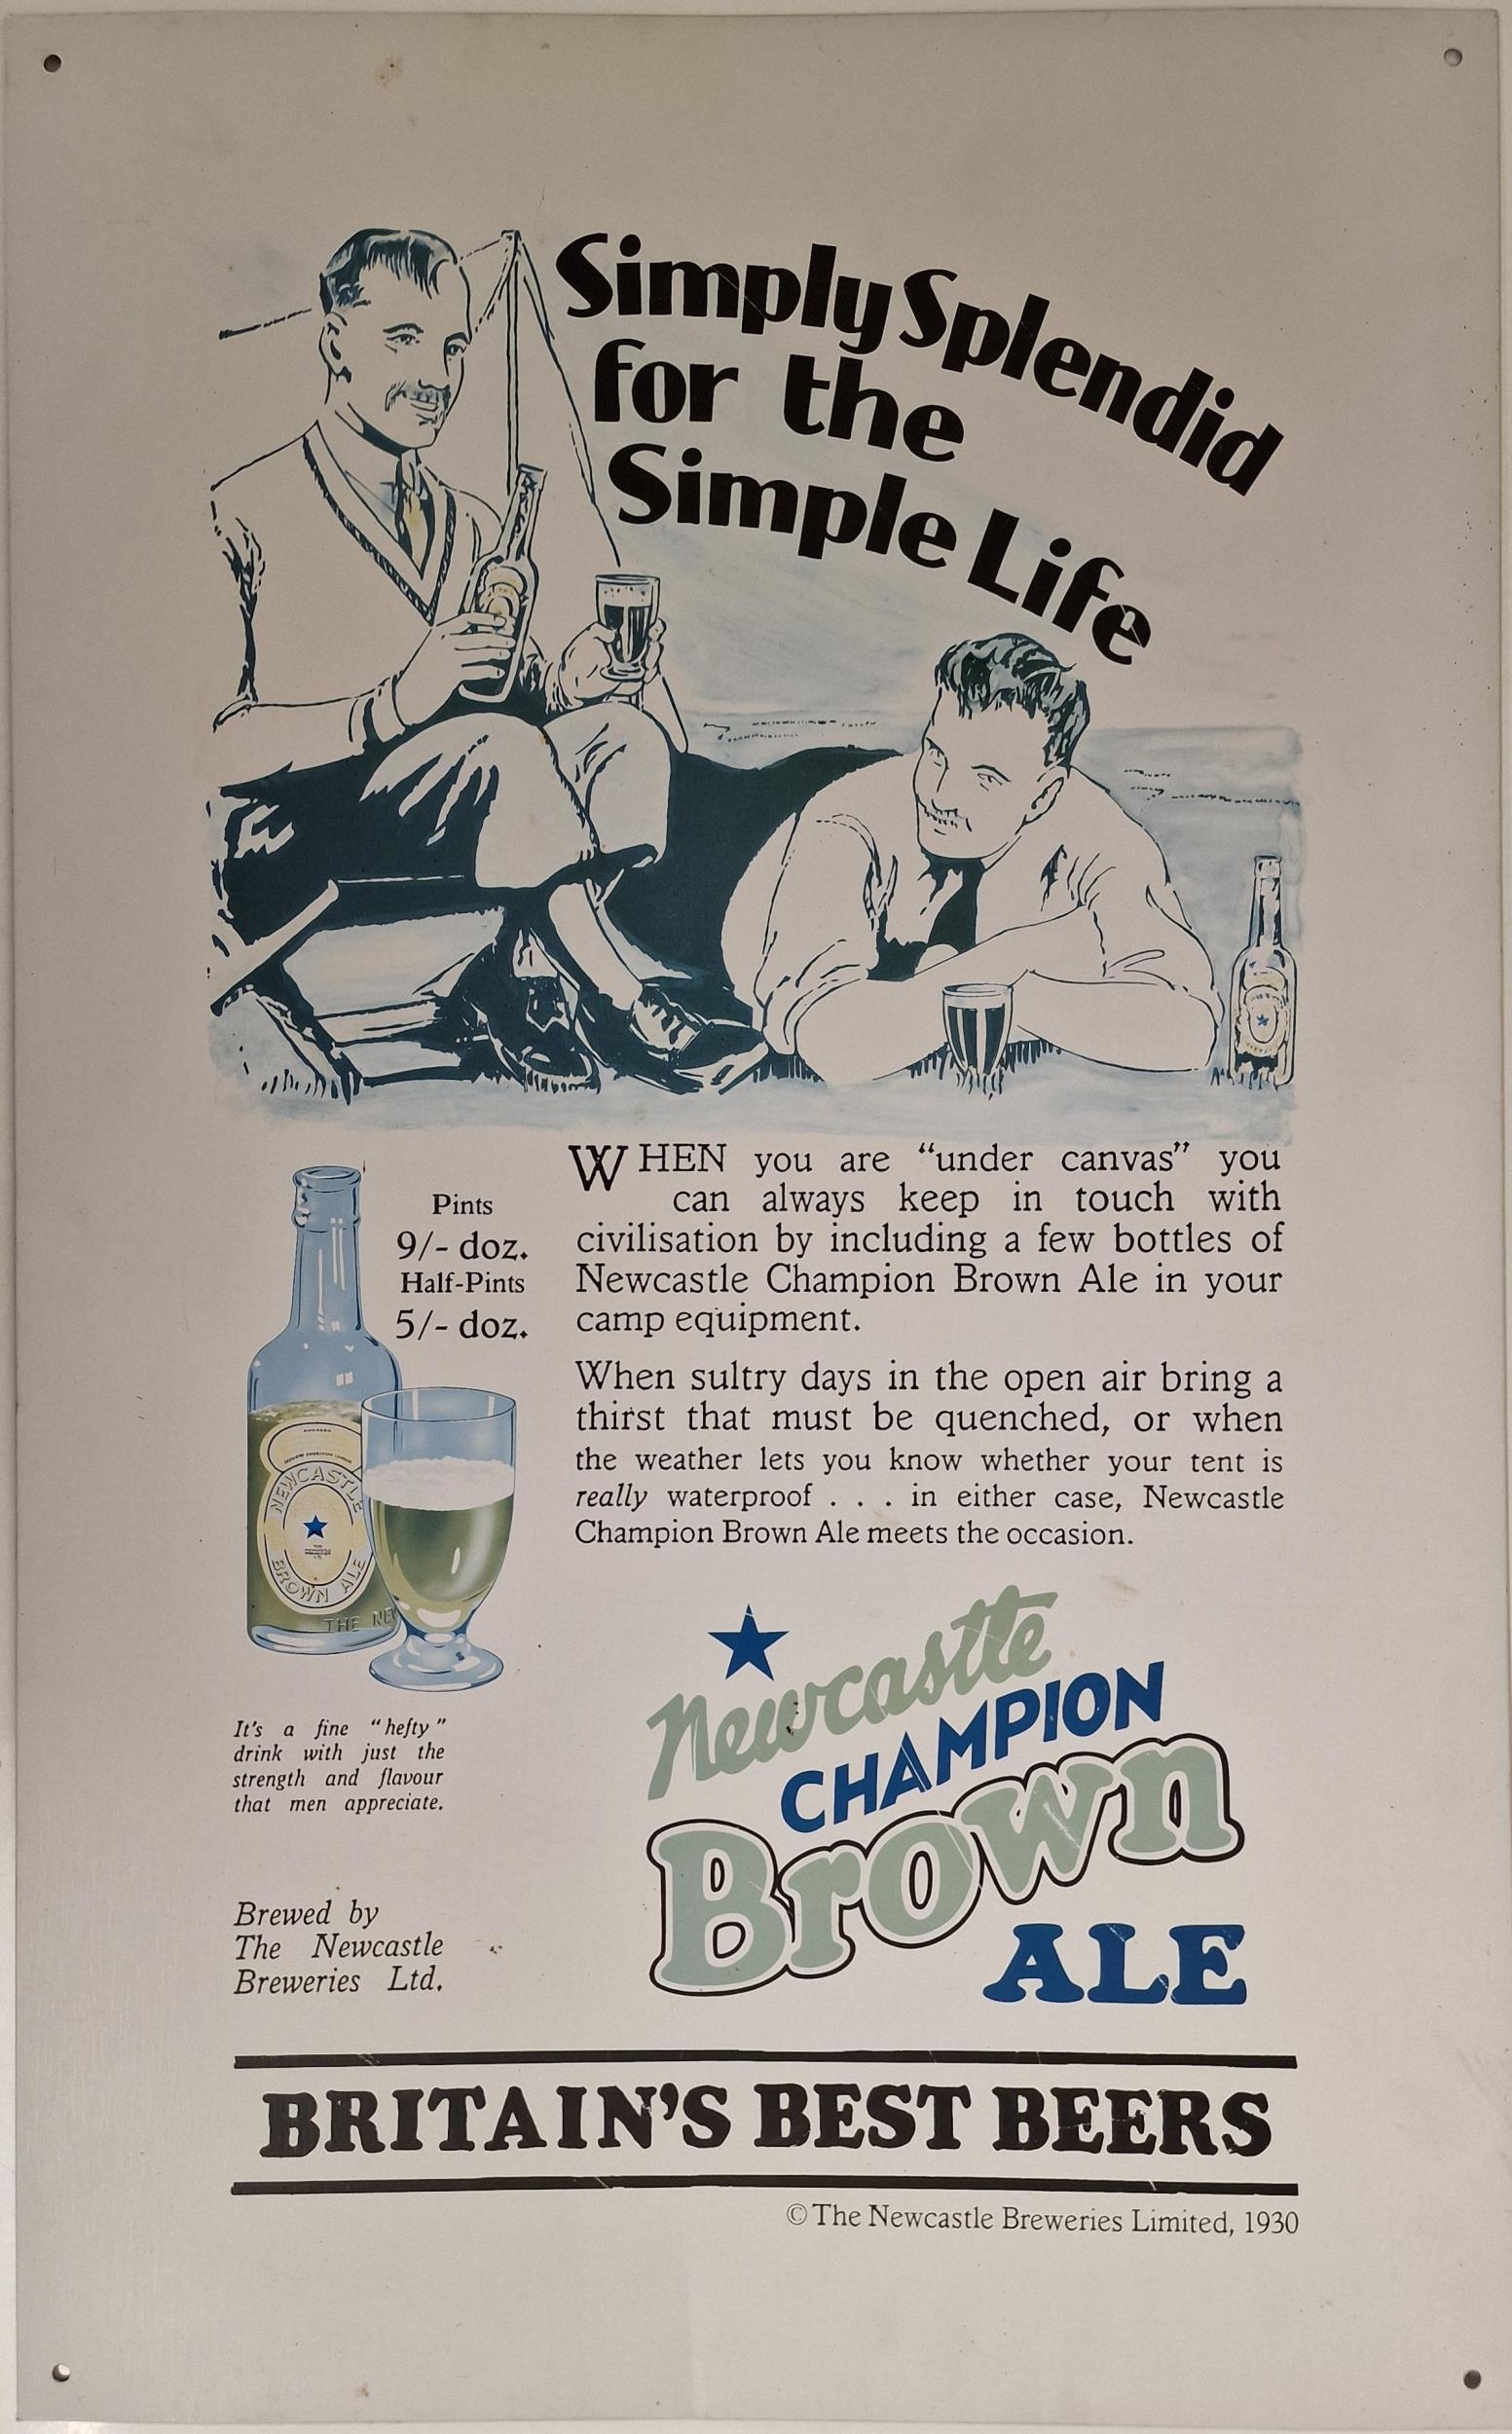 Simply Splendid
for the
Simple Life
WHEN you are “under canvas” you
can always keep in touch with
civilisation by including a few bottles of
Newcastle Champion Brown Ale in your
camp equipment.
When sultry days in the open air bring a
thirst that must be quenched, or when
the weather lets you know whether your tent is
really waterproof . . . in either case, Newcastle
Champion Brown Ale meets the occasion.
Pints
9/- doz.
Half-Pints
5/- doz.
NEWCASTLE
BROWN ALE
THE NEW
It's a fine “hefty”
drink with just the
strength and flavour
that men appreciate.
Brewed by
The Newcastle
Breweries Ltd.
Newcastle
CHAMPION
Brown
ALE
BRITAIN'S BEST BEERS
© The Newcastle Breweries Limited, 1930